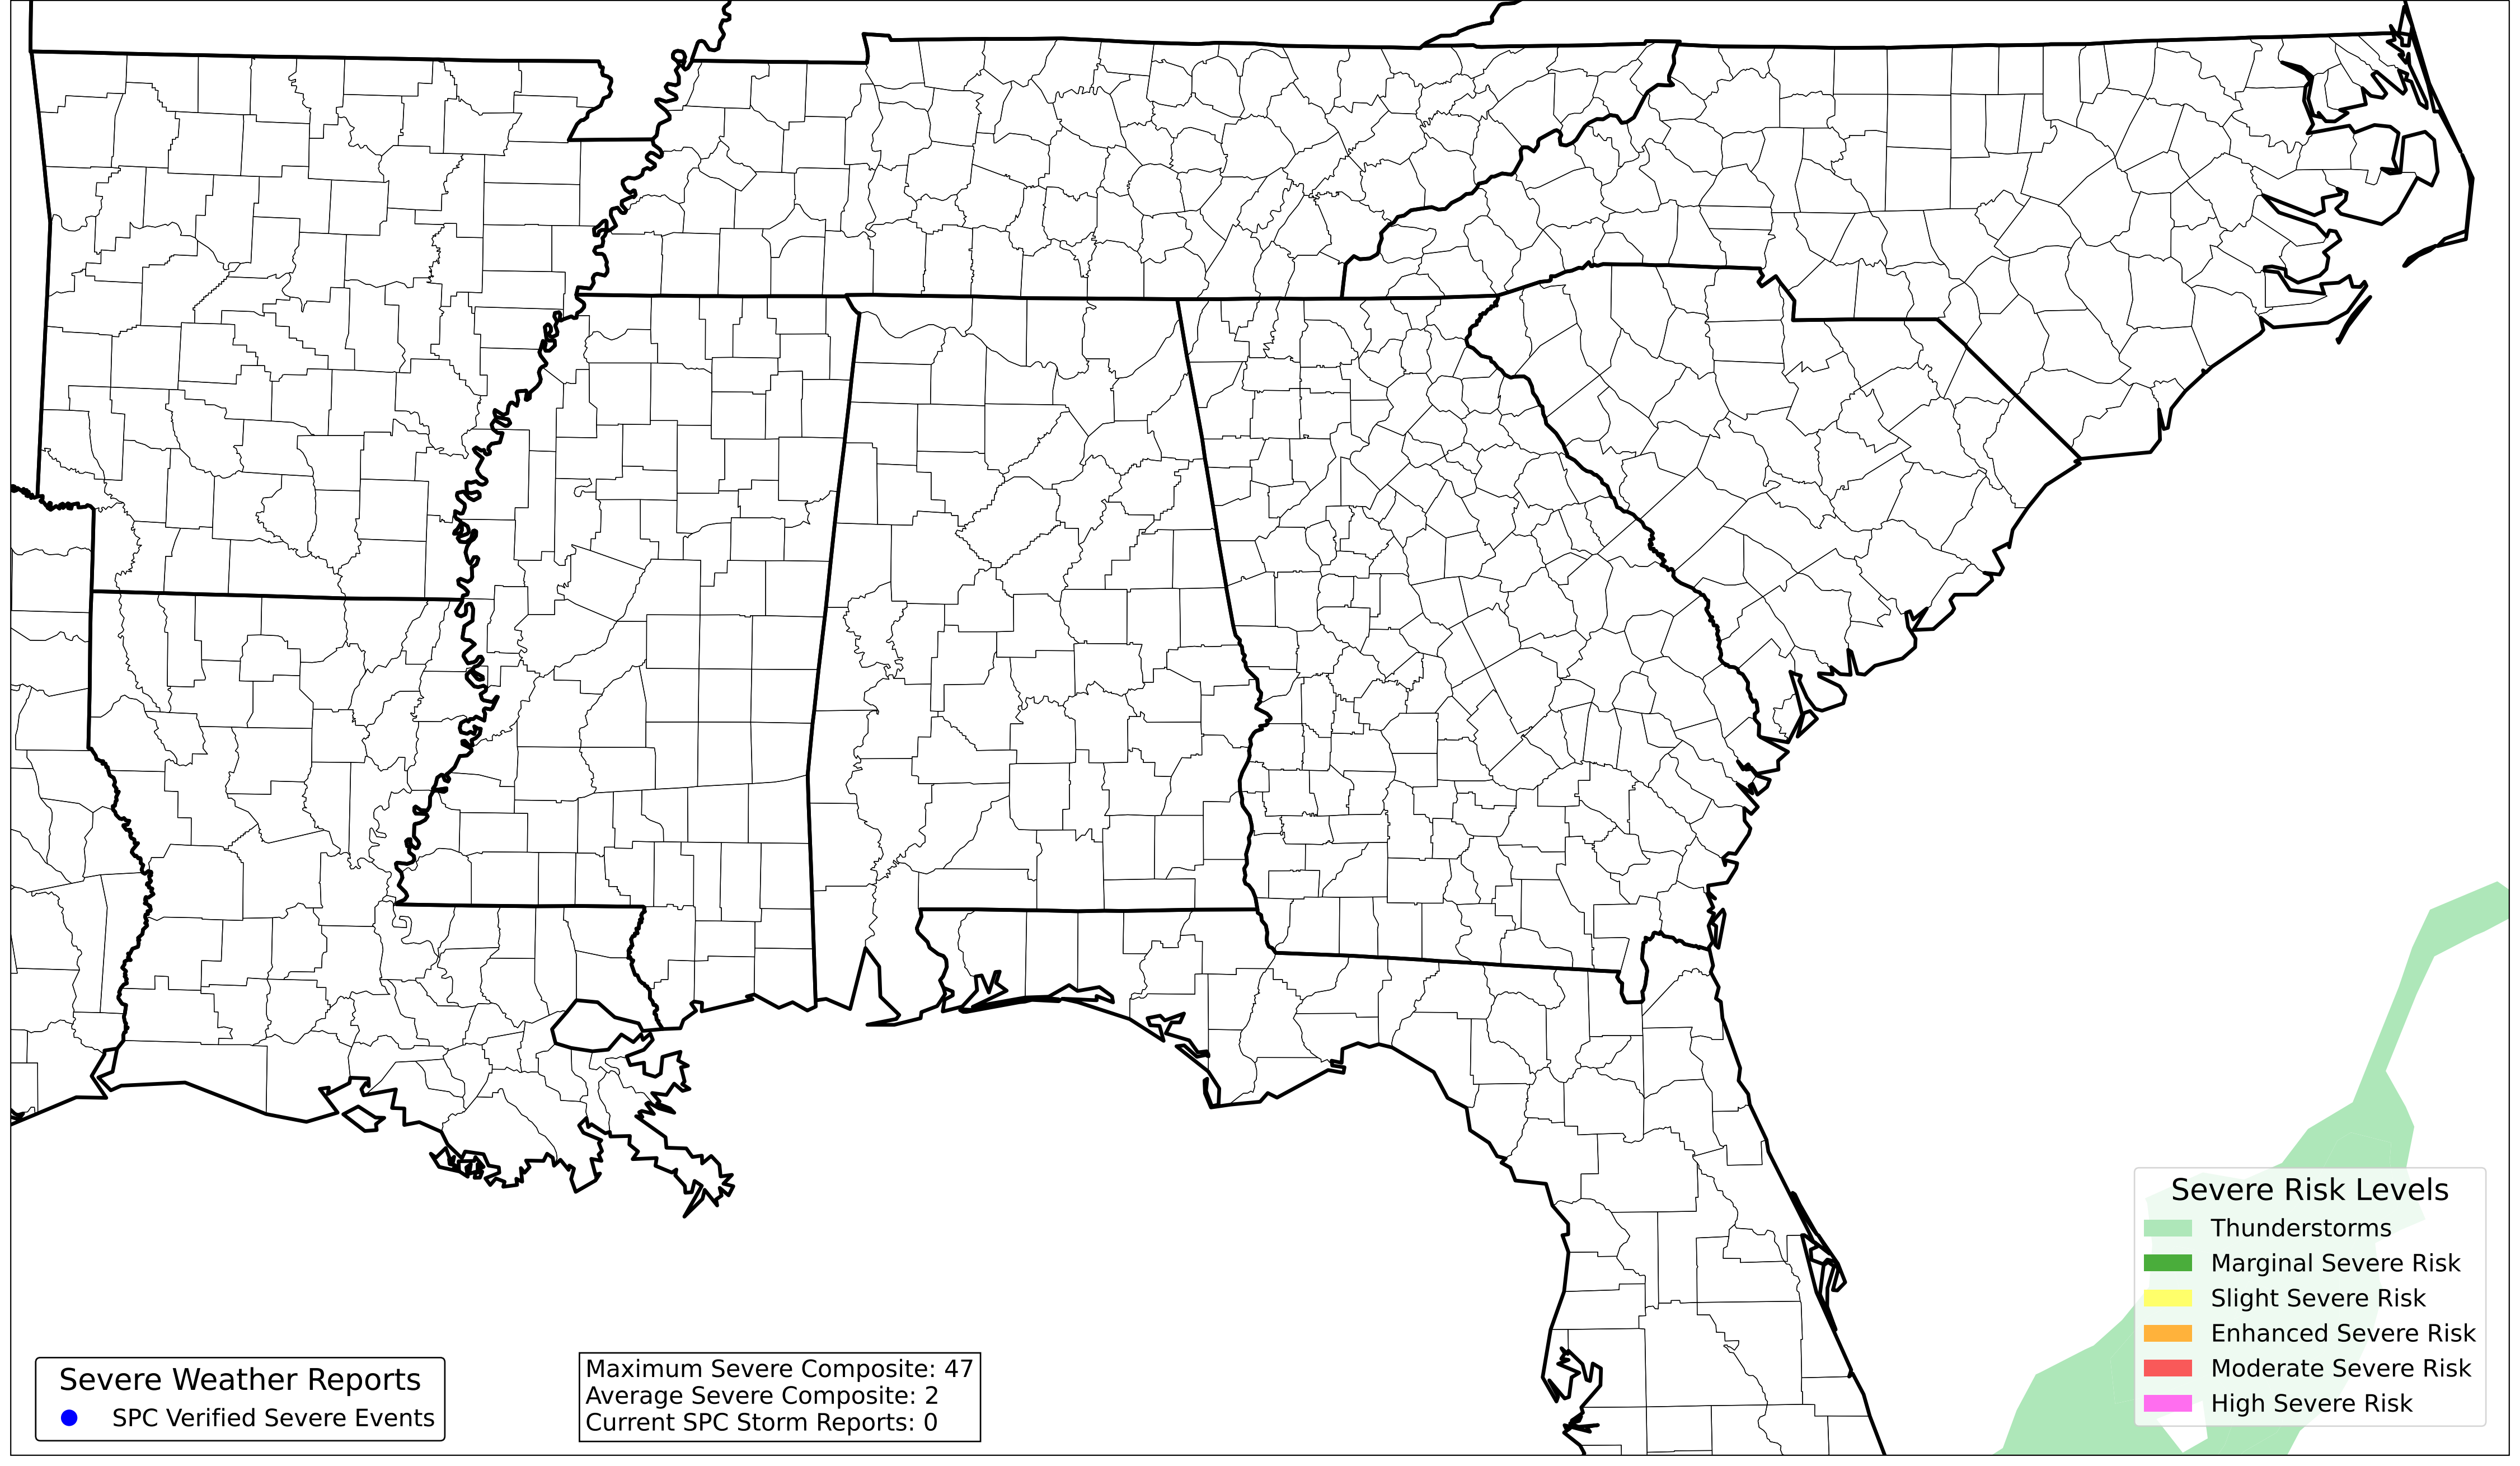 Severe Risk Levels
Thunderstorms
Marginal Severe Risk
Slight Severe Risk
Enhanced Severe Risk
Moderate Severe Risk
High Severe Risk
Severe Weather Reports
SPC Verified Severe Events
Maximum Severe Composite: 47
Average Severe Composite: 2
Current SPC Storm Reports: 0